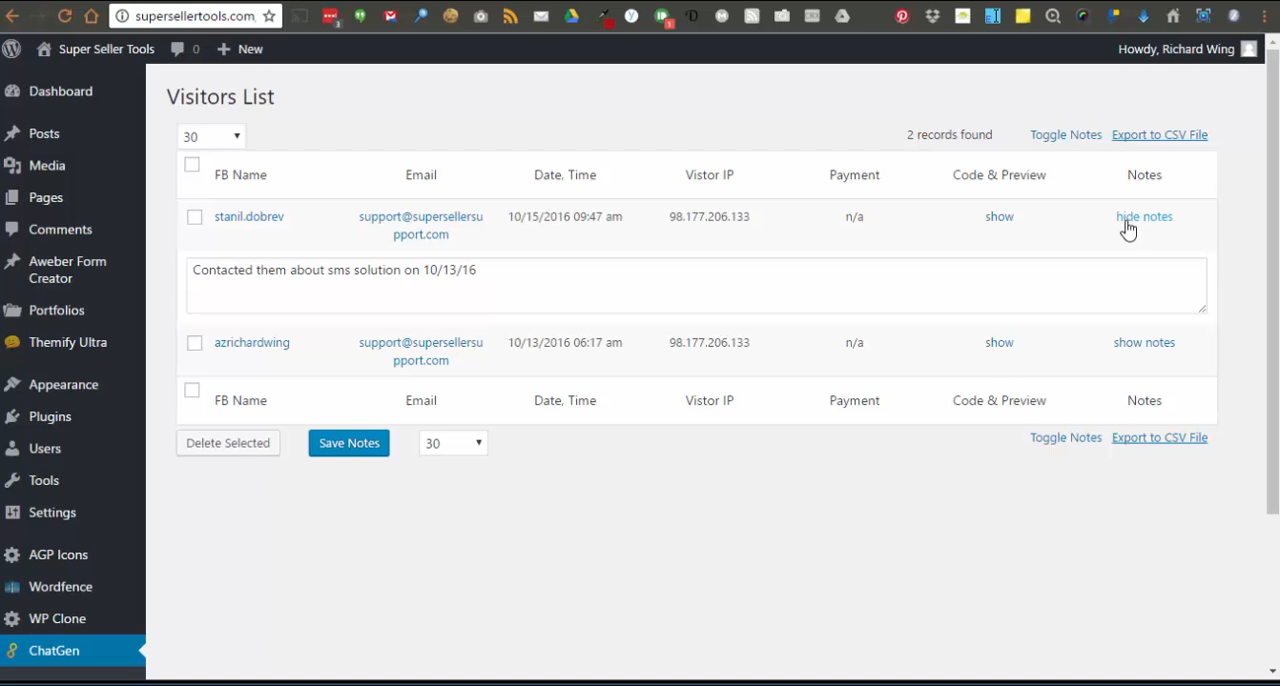 supersellertools.com
Super Seller Tools 0 New Howdy, Richard Wing
Dashboard
Posts
Media
Pages
Comments
Aweber Form
Creator
Portfolios
Themify Ultra
Appearance
Plugins
Users
Tools
Settings
AGP Icons
Wordfence
WP Clone
ChatGen
Visitors List
30 2 records found Toggle Notes Export to CSV File
FB Name Email Date, Time Vistor IP Payment Code & Preview Notes
stanil.dobrev support@supersellersu 10/15/2016 09:47 am 98.177.206.133 n/a show hide notes
pport.com
Contacted them about sms solution on 10/13/16
azrichardwing support@supersellersu 10/13/2016 06:17 am 98.177.206.133 n/a show show notes
pport.com
FB Name Email Date, Time Vistor IP Payment Code & Preview Notes
Delete Selected Save Notes 30 Toggle Notes Export to CSV File